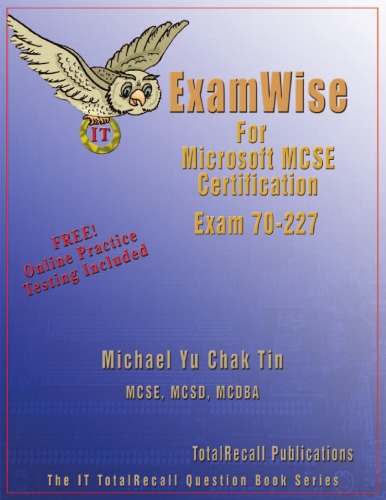 ExamWise
IT
For
Microsoft MCSE
Certification
Exam 70-227
FREE!
Online Practice
Testing Included
Michael Yu Chak Tin
MCSE, MCSD, MCDBA
TotalRecall Publications
The IT TotalRecall Question Book Series